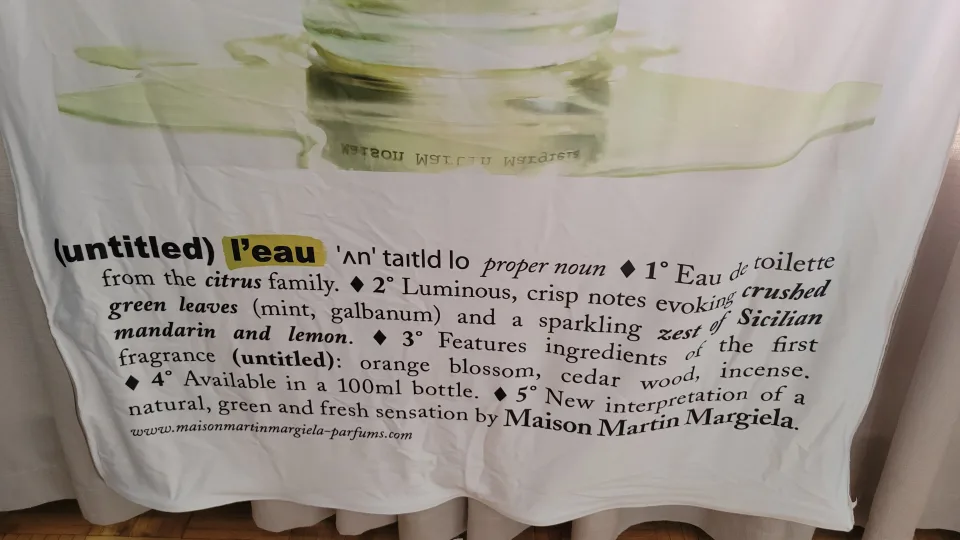 Maison Martin Margiela
(untitled) l'eau 'ʌn' taɪtld lo proper noun ♦ 1° Eau de toilette
from the citrus family. ♦ 2° Luminous, crisp notes evoking crushed
green leaves (mint, galbanum) and a sparkling zest of Sicilian
mandarin and lemon. ♦ 3° Features ingredients of the first
fragrance (untitled): orange blossom, cedar wood, incense.
♦ 4° Available in a 100ml bottle. ♦ 5° New interpretation of a
natural, green and fresh sensation by Maison Martin Margiela.
www.maisonmartinmargiela-parfums.com